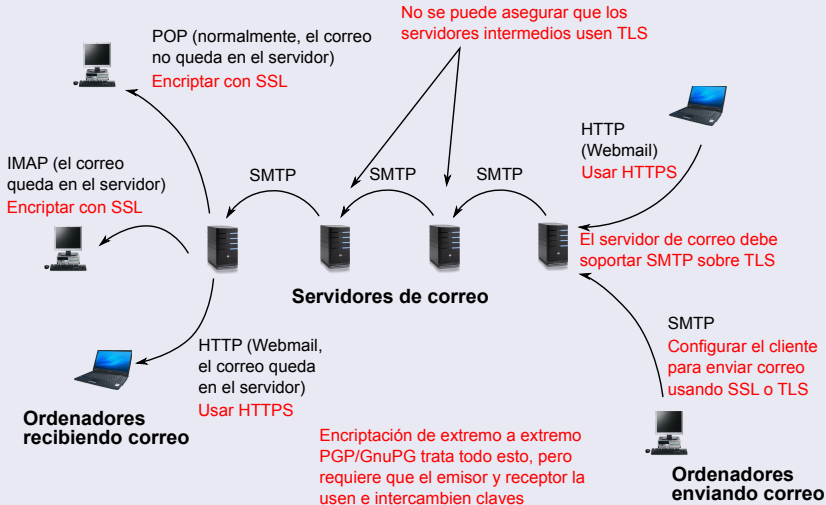 No se puede asegurar que los
servidores intermedios usen TLS
POP (normalmente, el correo
no queda en el servidor)
Encriptar con SSL
HTTP
(Webmail)
Usar HTTPS
IMAP (el correo
queda en el servidor)
Encriptar con SSL
SMTP
SMTP
SMTP
El servidor de correo debe
soportar SMTP sobre TLS
Servidores de correo
SMTP
Configurar el cliente
para enviar correo
usando SSL o TLS
HTTP (Webmail,
el correo queda
en el servidor)
Usar HTTPS
Ordenadores
recibiendo correo
Encriptación de extremo a extremo
PGP/GnuPG trata todo esto, pero
requiere que el emisor y receptor la
usen e intercambien claves
Ordenadores
enviando correo